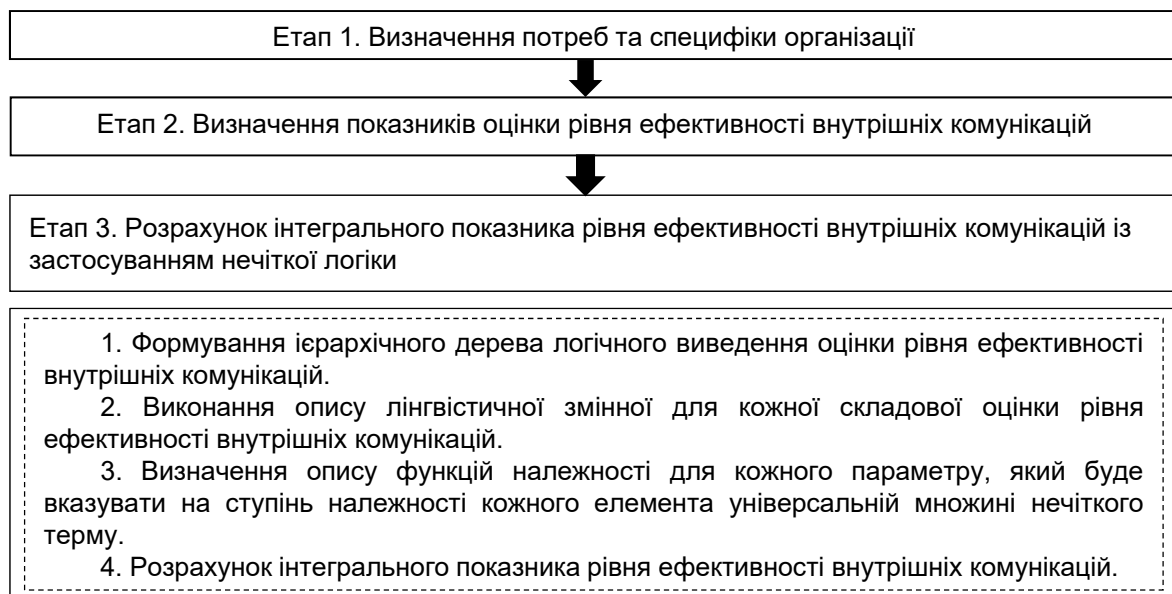 Етап 1. Визначення потреб та специфіки організації
Етап 2. Визначення показників оцінки рівня ефективності внутрішніх комунікацій
Етап 3. Розрахунок інтегрального показника рівня ефективності внутрішніх комунікацій із
застосуванням нечіткої логіки
1. Формування ієрархічного дерева логічного виведення оцінки рівня ефективності
внутрішніх комунікацій.
2. Виконання опису лінгвістичної змінної для кожної складової оцінки рівня
ефективності внутрішніх комунікацій.
3. Визначення опису функцій належності для кожного параметру, який буде
вказувати на ступінь належності кожного елемента універсальній множині нечіткого
терму.
4. Розрахунок інтегрального показника рівня ефективності внутрішніх комунікацій.